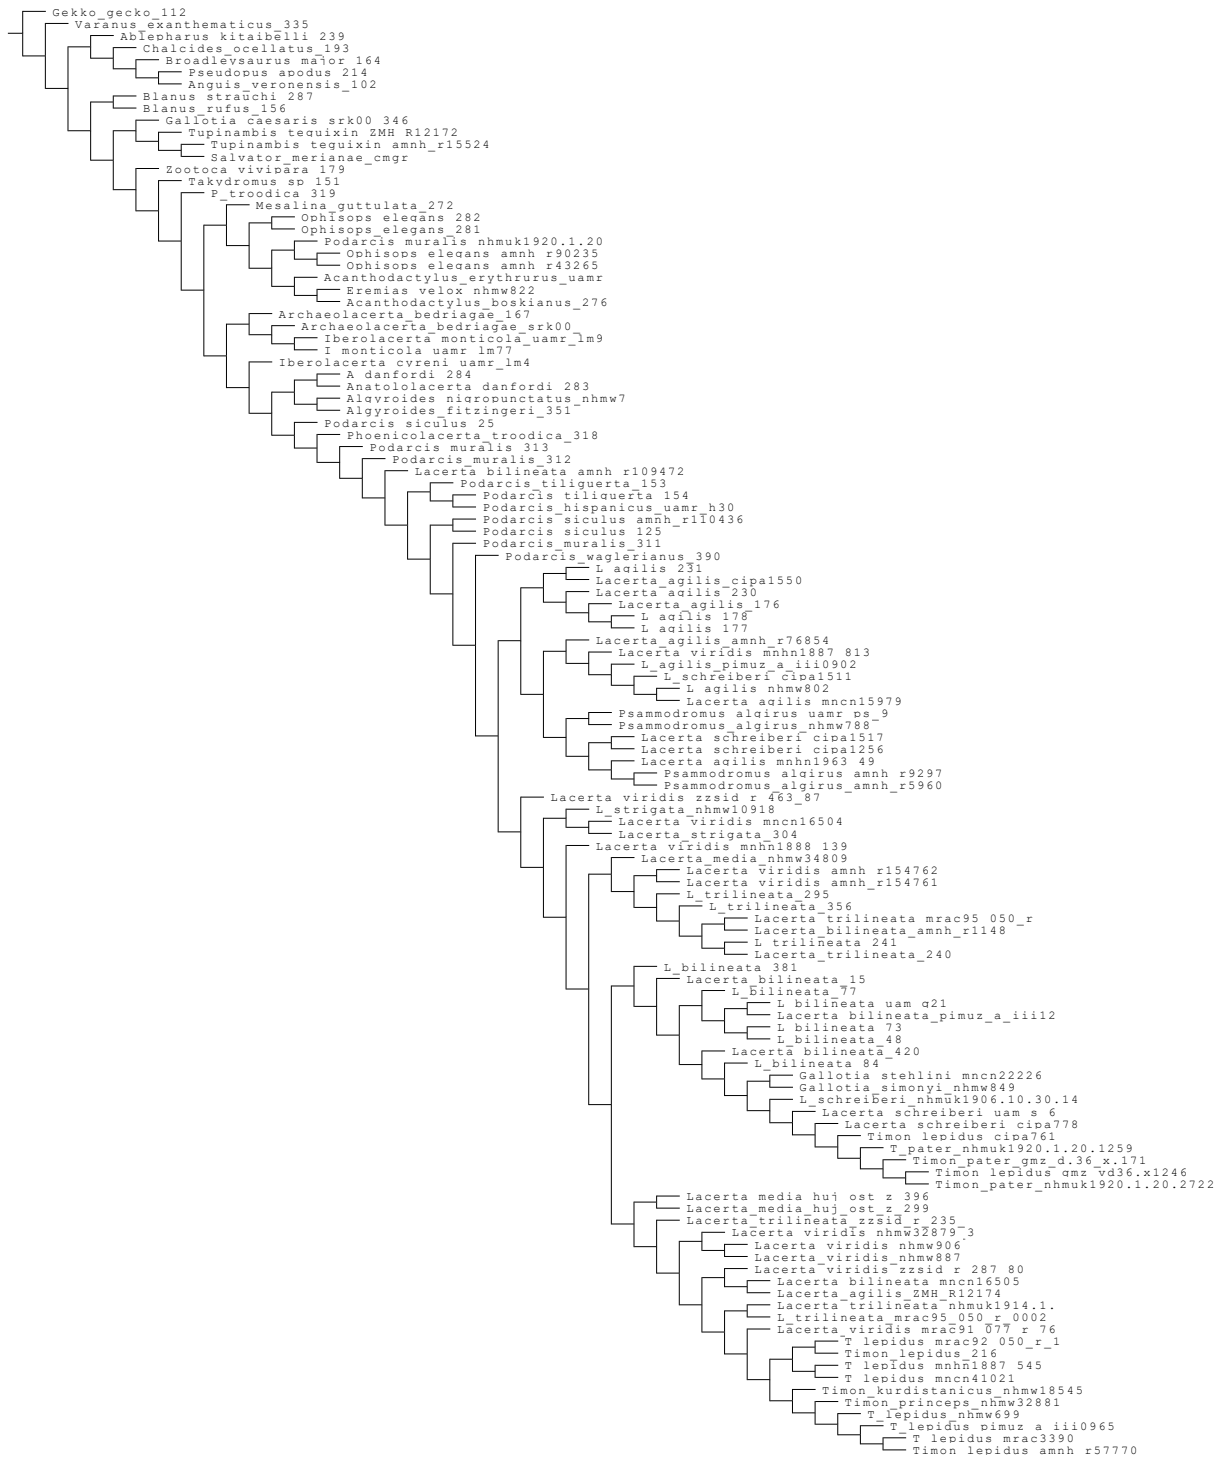 Gekko_gecko_112
Varanus_exanthematicus_335
Ablepharus_kitaibelli_239
Chalcides_ocellatus_193
Broadleysaurus_major_164
Pseudopus_apodus_214
Anguis_veronensis_102
Blanus_strauchi_287
Blanus_rufus_156
Gallotia_caesaris_srk00_346
Tupinambis_teguixin_ZMH_R12172
Tupinambis_teguixin_amnh_r15524
Salvator_merianae_cmgr
Zootoca_vivipara_179
Takydromus_sp_151
P_troodica_319
Mesalina_guttulata_272
Ophisops_elegans_282
Ophisops_elegans_281
Podarcis_muralis_nhmuk1920.1.20
Ophisops_elegans_amnh_r90235
Ophisops_elegans_amnh_r43265
Acanthodactylus_erythrurus_uamr
Eremias_velox_nhmw822
Acanthodactylus_boskianus_276
Archaeolacerta_bedriagae_167
Archaeolacerta_bedriagae_srk00_
Iberolacerta_monticola_uamr_lm9
I_monticola_uamr_lm77
Iberolacerta_cyreni_uamr_lm4
A_danfordi_284
Anatololacerta_danfordi_283
Algyroides_nigropunctatus_nhmw7
Algyroides_fitzingeri_351
Podarcis_siculus_25
Phoenicolacerta_troodica_318
Podarcis_muralis_313
Podarcis_muralis_312
Lacerta_bilineata_amnh_r109472
Podarcis_tiliguerta_153
Podarcis_tiliguerta_154
Podarcis_hispanicus_uamr_h30
Podarcis_siculus_amnh_r110436
Podarcis_siculus_125
Podarcis_muralis_311
Podarcis_waglerianus_390
L_agilis_231
Lacerta_agilis_cipa1550
Lacerta_agilis_230
Lacerta_agilis_176
L_agilis_178
L_agilis_177
Lacerta_agilis_amnh_r76854
Lacerta_viridis_mnhn1887_813
L_agilis_pimuz_a_iii0902
L_schreiberi_cipa1511
L_agilis_nhmw802
Lacerta_agilis_mncn15979
Psammodromus_algirus_uamr_ps_9
Psammodromus_algirus_nhmw788
Lacerta_schreiberi_cipa1517
Lacerta_schreiberi_cipa1256
Lacerta_agilis_mnhn1963_49
Psammodromus_algirus_amnh_r9297
Psammodromus_algirus_amnh_r5960
Lacerta_viridis_zzsid_r_463_87
L_strigata_nhmw10918
Lacerta_viridis_mncn16504
Lacerta_strigata_304
Lacerta_viridis_mnhn1888_139
Lacerta_media_nhmw34809
Lacerta_viridis_amnh_r154762
Lacerta_viridis_amnh_r154761
L_trilineata_295
L_trilineata_356
Lacerta_trilineata_mrac95_050_r
Lacerta_bilineata_amnh_r1148
L_trilineata_241
Lacerta_trilineata_240
L_bilineata_381
Lacerta_bilineata_15
L_bilineata_77
L_bilineata_uam_g21
Lacerta_bilineata_pimuz_a_iii12
L_bilineata_73
L_bilineata_48
Lacerta_bilineata_420
L_bilineata_84
Gallotia_stehlini_mncn22226
Gallotia_simonyi_nhmw849
L_schreiberi_nhmuk1906.10.30.14
Lacerta_schreiberi_uam_s_6
Lacerta_schreiberi_cipa778
Timon_lepidus_cipa761
T_pater_nhmuk1920.1.20.1259
Timon_pater_gmz_d.36_x.171
Timon_lepidus_gmz_vd36.x1246
Timon_pater_nhmuk1920.1.20.2722
Lacerta_media_huj_ost_z_396
Lacerta_media_huj_ost_z_299
Lacerta_trilineata_zzsid_r_235_
Lacerta_viridis_nhmw32879_3
Lacerta_viridis_nhmw906
Lacerta_viridis_nhmw887
Lacerta_viridis_zzsid_r_287_80
Lacerta_bilineata_mncn16505
Lacerta_agilis_ZMH_R12174
Lacerta_trilineata_nhmuk1914.1.
L_trilineata_mrac95_050_r_0002
Lacerta_viridis_mrac91_077_r_76
T_lepidus_mrac92_050_r_1
Timon_lepidus_216
T_lepidus_mnhn1887_545
T_lepidus_mncn41021
Timon_kurdistanicus_nhmw18545
Timon_princeps_nhmw32881
T_lepidus_nhmw699
T_lepidus_pimuz_a_iii0965
T_lepidus_mrac3390
Timon_lepidus_amnh_r57770